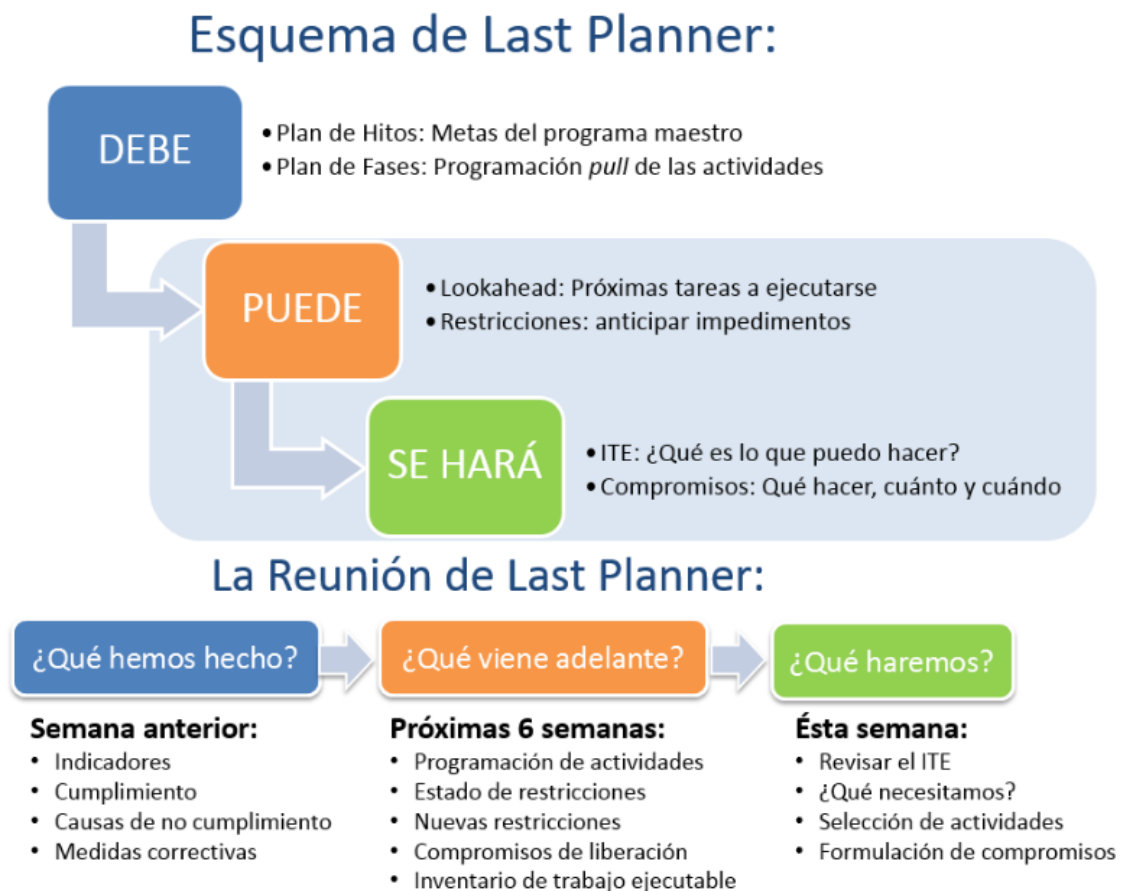 Esquema de Last Planner:
DEBE
• Plan de Hitos: Metas del programa maestro
• Plan de Fases: Programación pull de las actividades
PUEDE
• Lookahead: Próximas tareas a ejecutarse
• Restricciones: anticipar impedimentos
SE HARÁ
• ITE: ¿Qué es lo que puedo hacer?
• Compromisos: Qué hacer, cuánto y cuándo
La Reunión de Last Planner:
¿Qué hemos hecho?
Semana anterior:
• Indicadores
• Cumplimiento
• Causas de no cumplimiento
• Medidas correctivas
¿Qué viene adelante?
Próximas 6 semanas:
• Programación de actividades
• Estado de restricciones
• Nuevas restricciones
• Compromisos de liberación
• Inventario de trabajo ejecutable
¿Qué haremos?
Ésta semana:
• Revisar el ITE
• ¿Qué necesitamos?
• Selección de actividades
• Formulación de compromisos